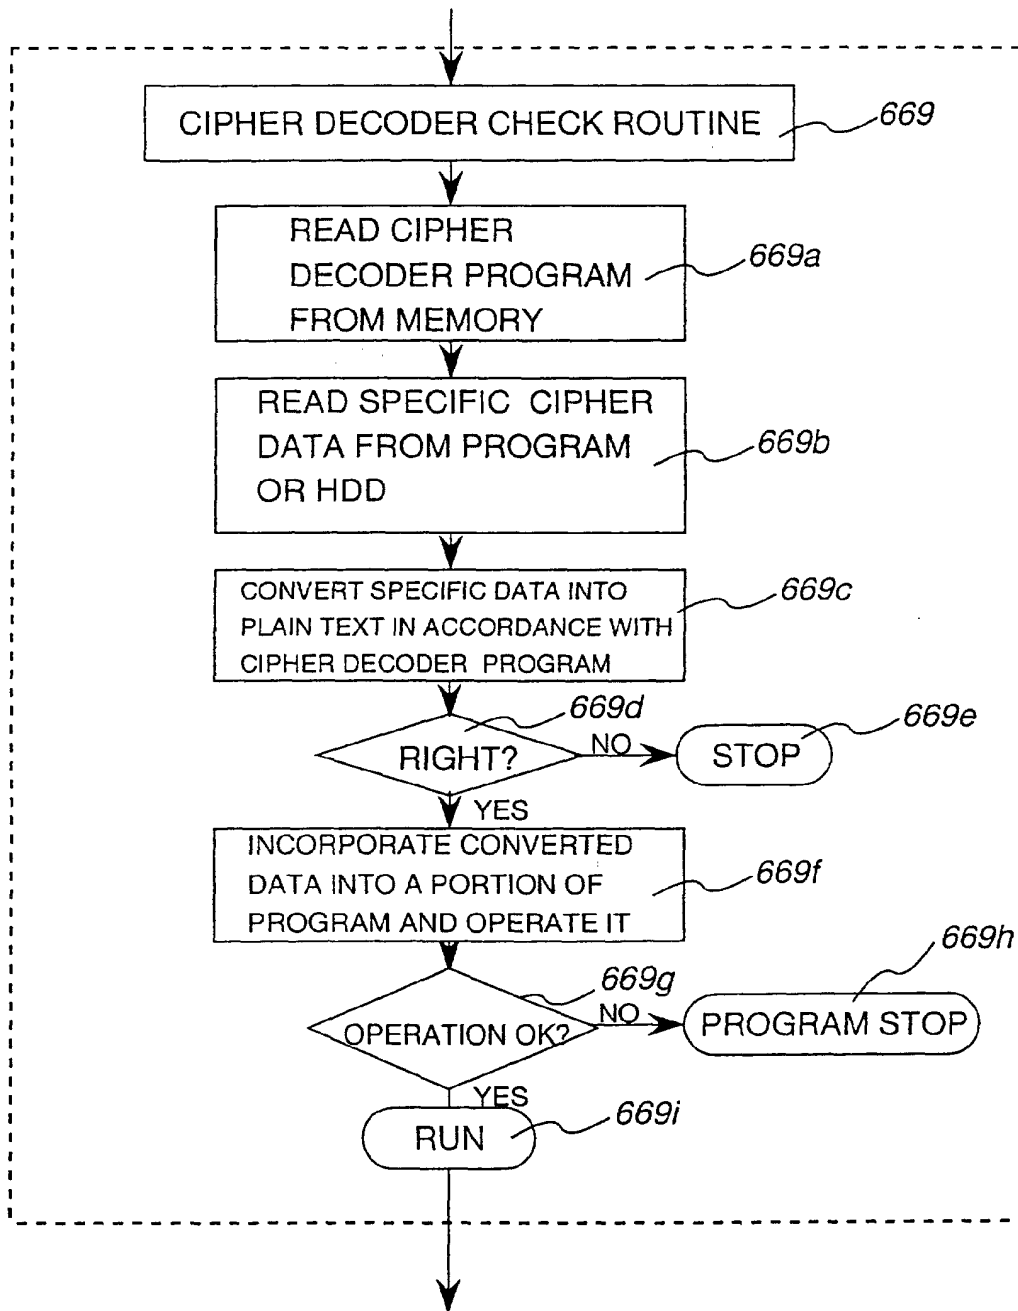 CIPHER DECODER CHECK ROUTINE
669
READ CIPHER
DECODER PROGRAM
FROM MEMORY
669a
READ SPECIFIC CIPHER
DATA FROM PROGRAM
OR HDD
669b
CONVERT SPECIFIC DATA INTO
PLAIN TEXT IN ACCORDANCE WITH
CIPHER DECODER PROGRAM
669c
669d
RIGHT?
NO
STOP
669e
YES
INCORPORATE CONVERTED
DATA INTO A PORTION OF
PROGRAM AND OPERATE IT
669f
669g
OPERATION OK?
NO
PROGRAM STOP
669h
YES
RUN
669i